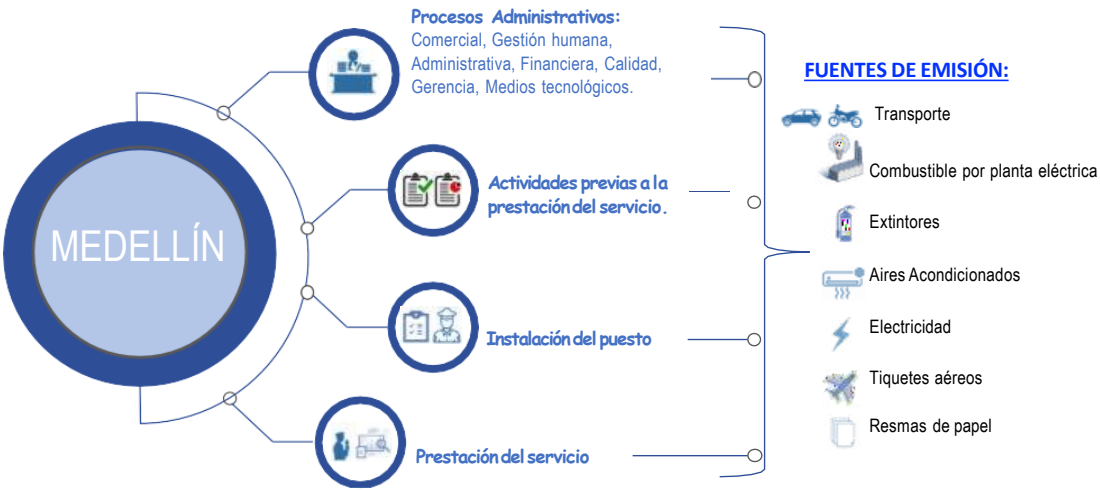 MEDELLÍN
Procesos Administrativos:
Comercial, Gestión humana,
Administrativa, Financiera, Calidad,
Gerencia, Medios tecnológicos.
Actividades previas a la
prestación del servicio.
Instalación del puesto
Prestación del servicio
FUENTES DE EMISIÓN:
Transporte
Combustible por planta eléctrica
Extintores
Aires Acondicionados
Electricidad
Tiquetes aéreos
Resmas de papel